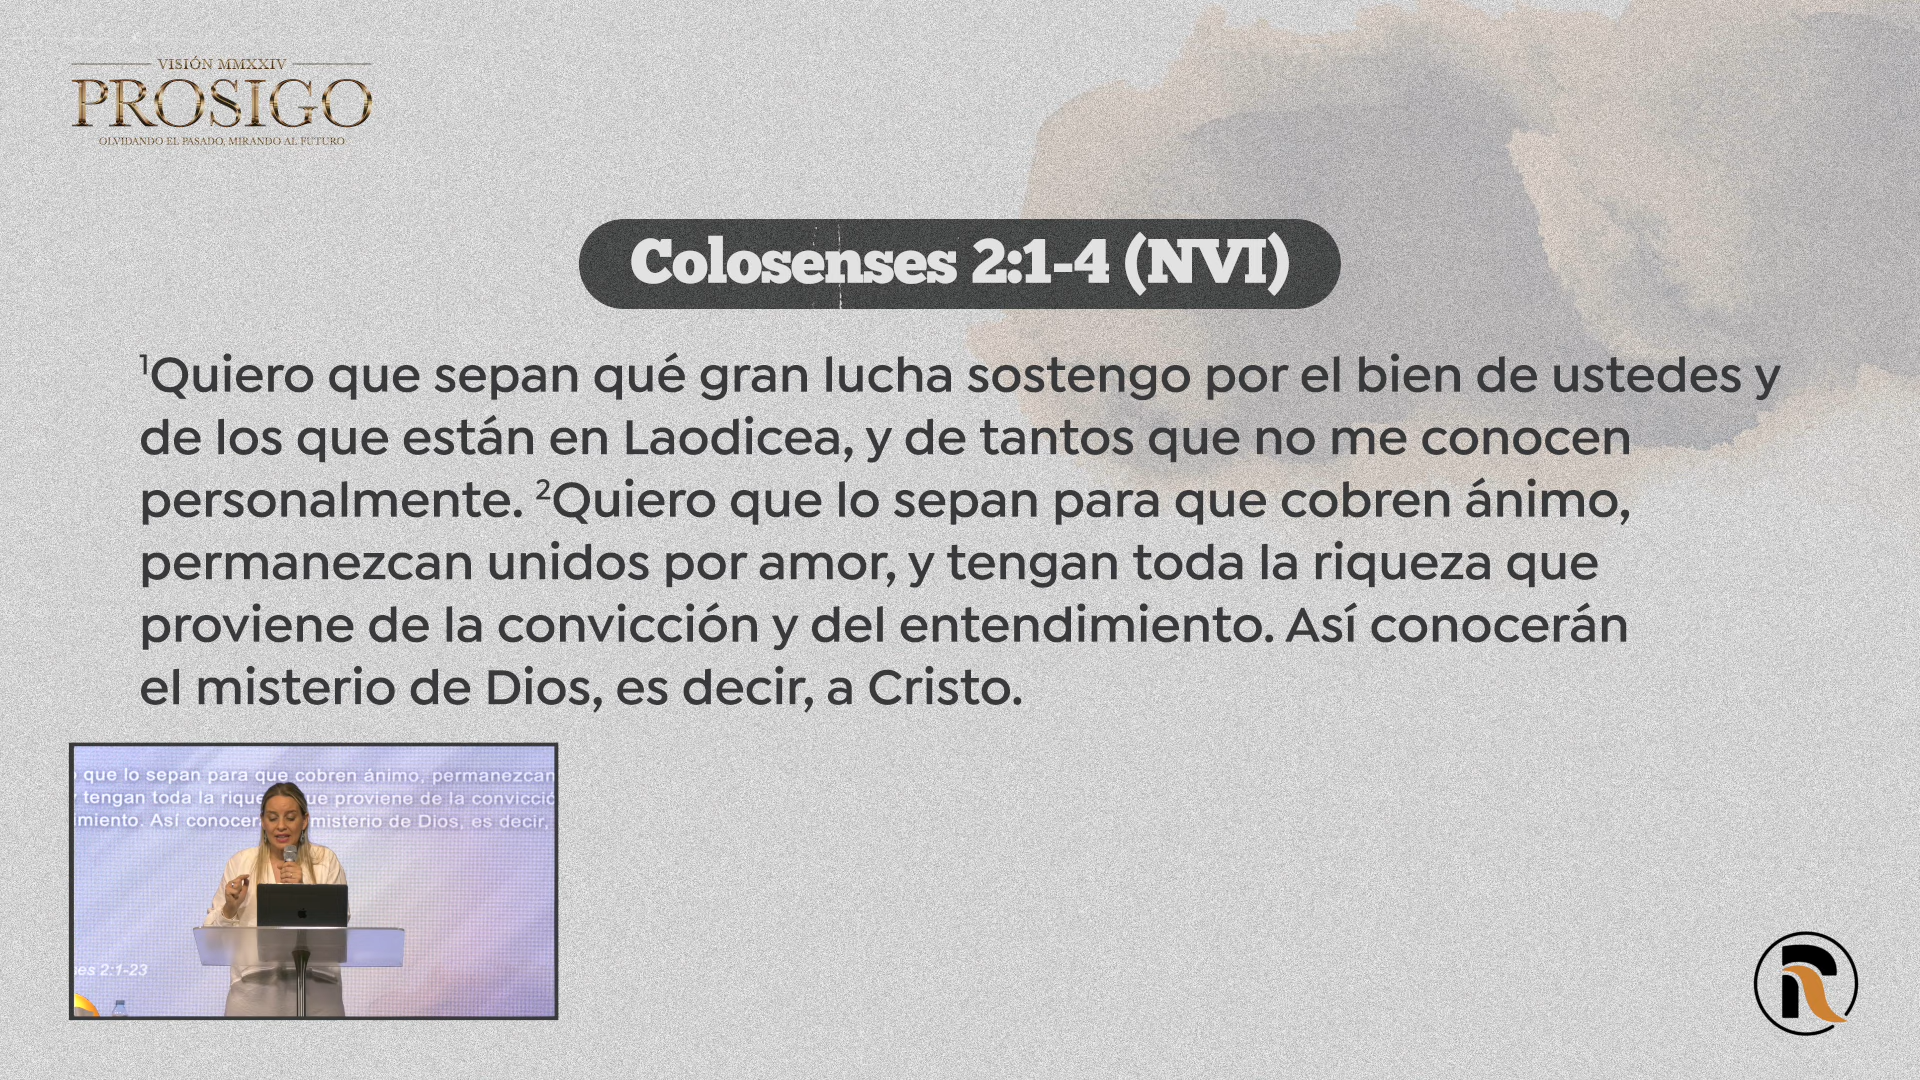 VISIÓN MMXXIV
PROSIGO
OLVIDANDO EL PASADO, MIRANDO AL FUTURO
Colosenses 2:1-4 (NVI)
¹Quiero que sepan qué gran lucha sostengo por el bien de ustedes y
de los que están en Laodicea, y de tantos que no me conocen
personalmente. ²Quiero que lo sepan para que cobren ánimo,
permanezcan unidos por amor, y tengan toda la riqueza que
proviene de la convicción y del entendimiento. Así conocerán
el misterio de Dios, es decir, a Cristo.
que lo sepan para que cobren ánimo, permanezcan
tengan toda la rique ue proviene de la convicció
imiento. Así conocer misterio de Dios, es decir,
es 2:1-23